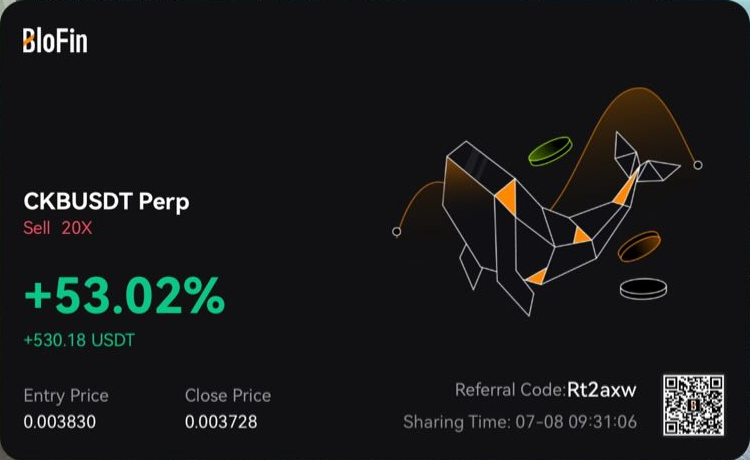 BloFin
CKBUSDT Perp
Sell 20X
+53.02%
+530.18 USDT
Entry Price
0.003830
Close Price
0.003728
Referral Code:Rt2axw
Sharing Time: 07-08 09:31:06